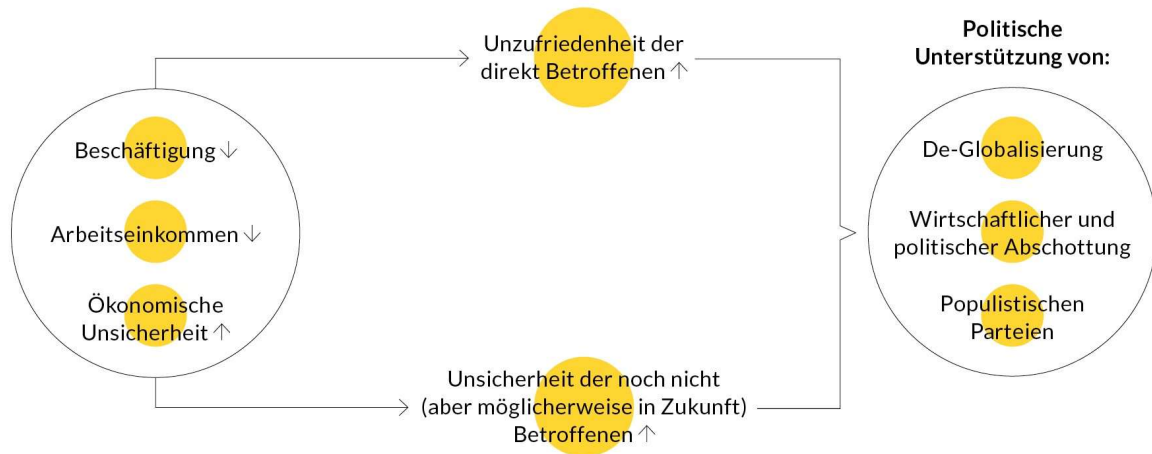 Beschäftigung ↓
Arbeitseinkommen ↓
Ökonomische
Unsicherheit ↑
Unzufriedenheit der
direkt Betroffenen ↑
Unsicherheit der noch nicht
(aber möglicherweise in Zukunft)
Betroffenen ↑
Politische
Unterstützung von:
De-Globalisierung
Wirtschaftlicher und
politischer Abschottung
Populistischen
Parteien